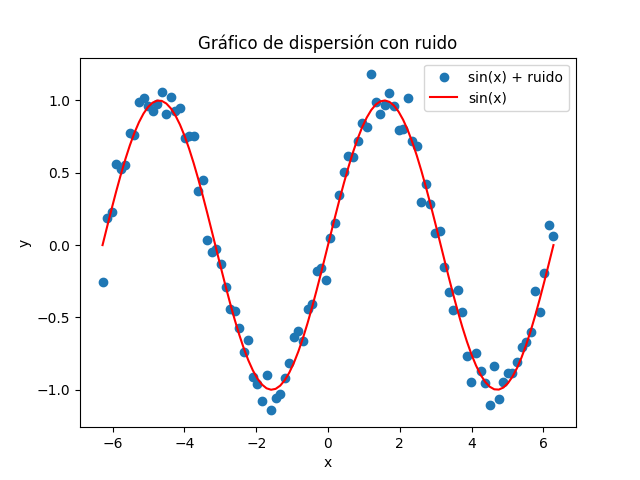 Gráfico de dispersión con ruido
sin(x) + ruido
sin(x)
1.0
0.5
0.0
−0.5
−1.0
y
−6 −4 −2 0 2 4 6
x